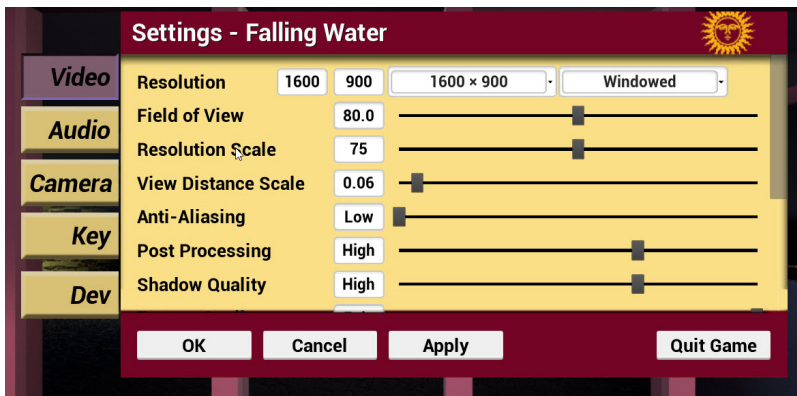 Settings - Falling Water
Video
Audio
Camera
Key
Dev
Resolution 1600 900 1600 × 900 Windowed
Field of View 80.0
Resolution Scale 75
View Distance Scale 0.06
Anti-Aliasing Low
Post Processing High
Shadow Quality High
OK Cancel Apply Quit Game